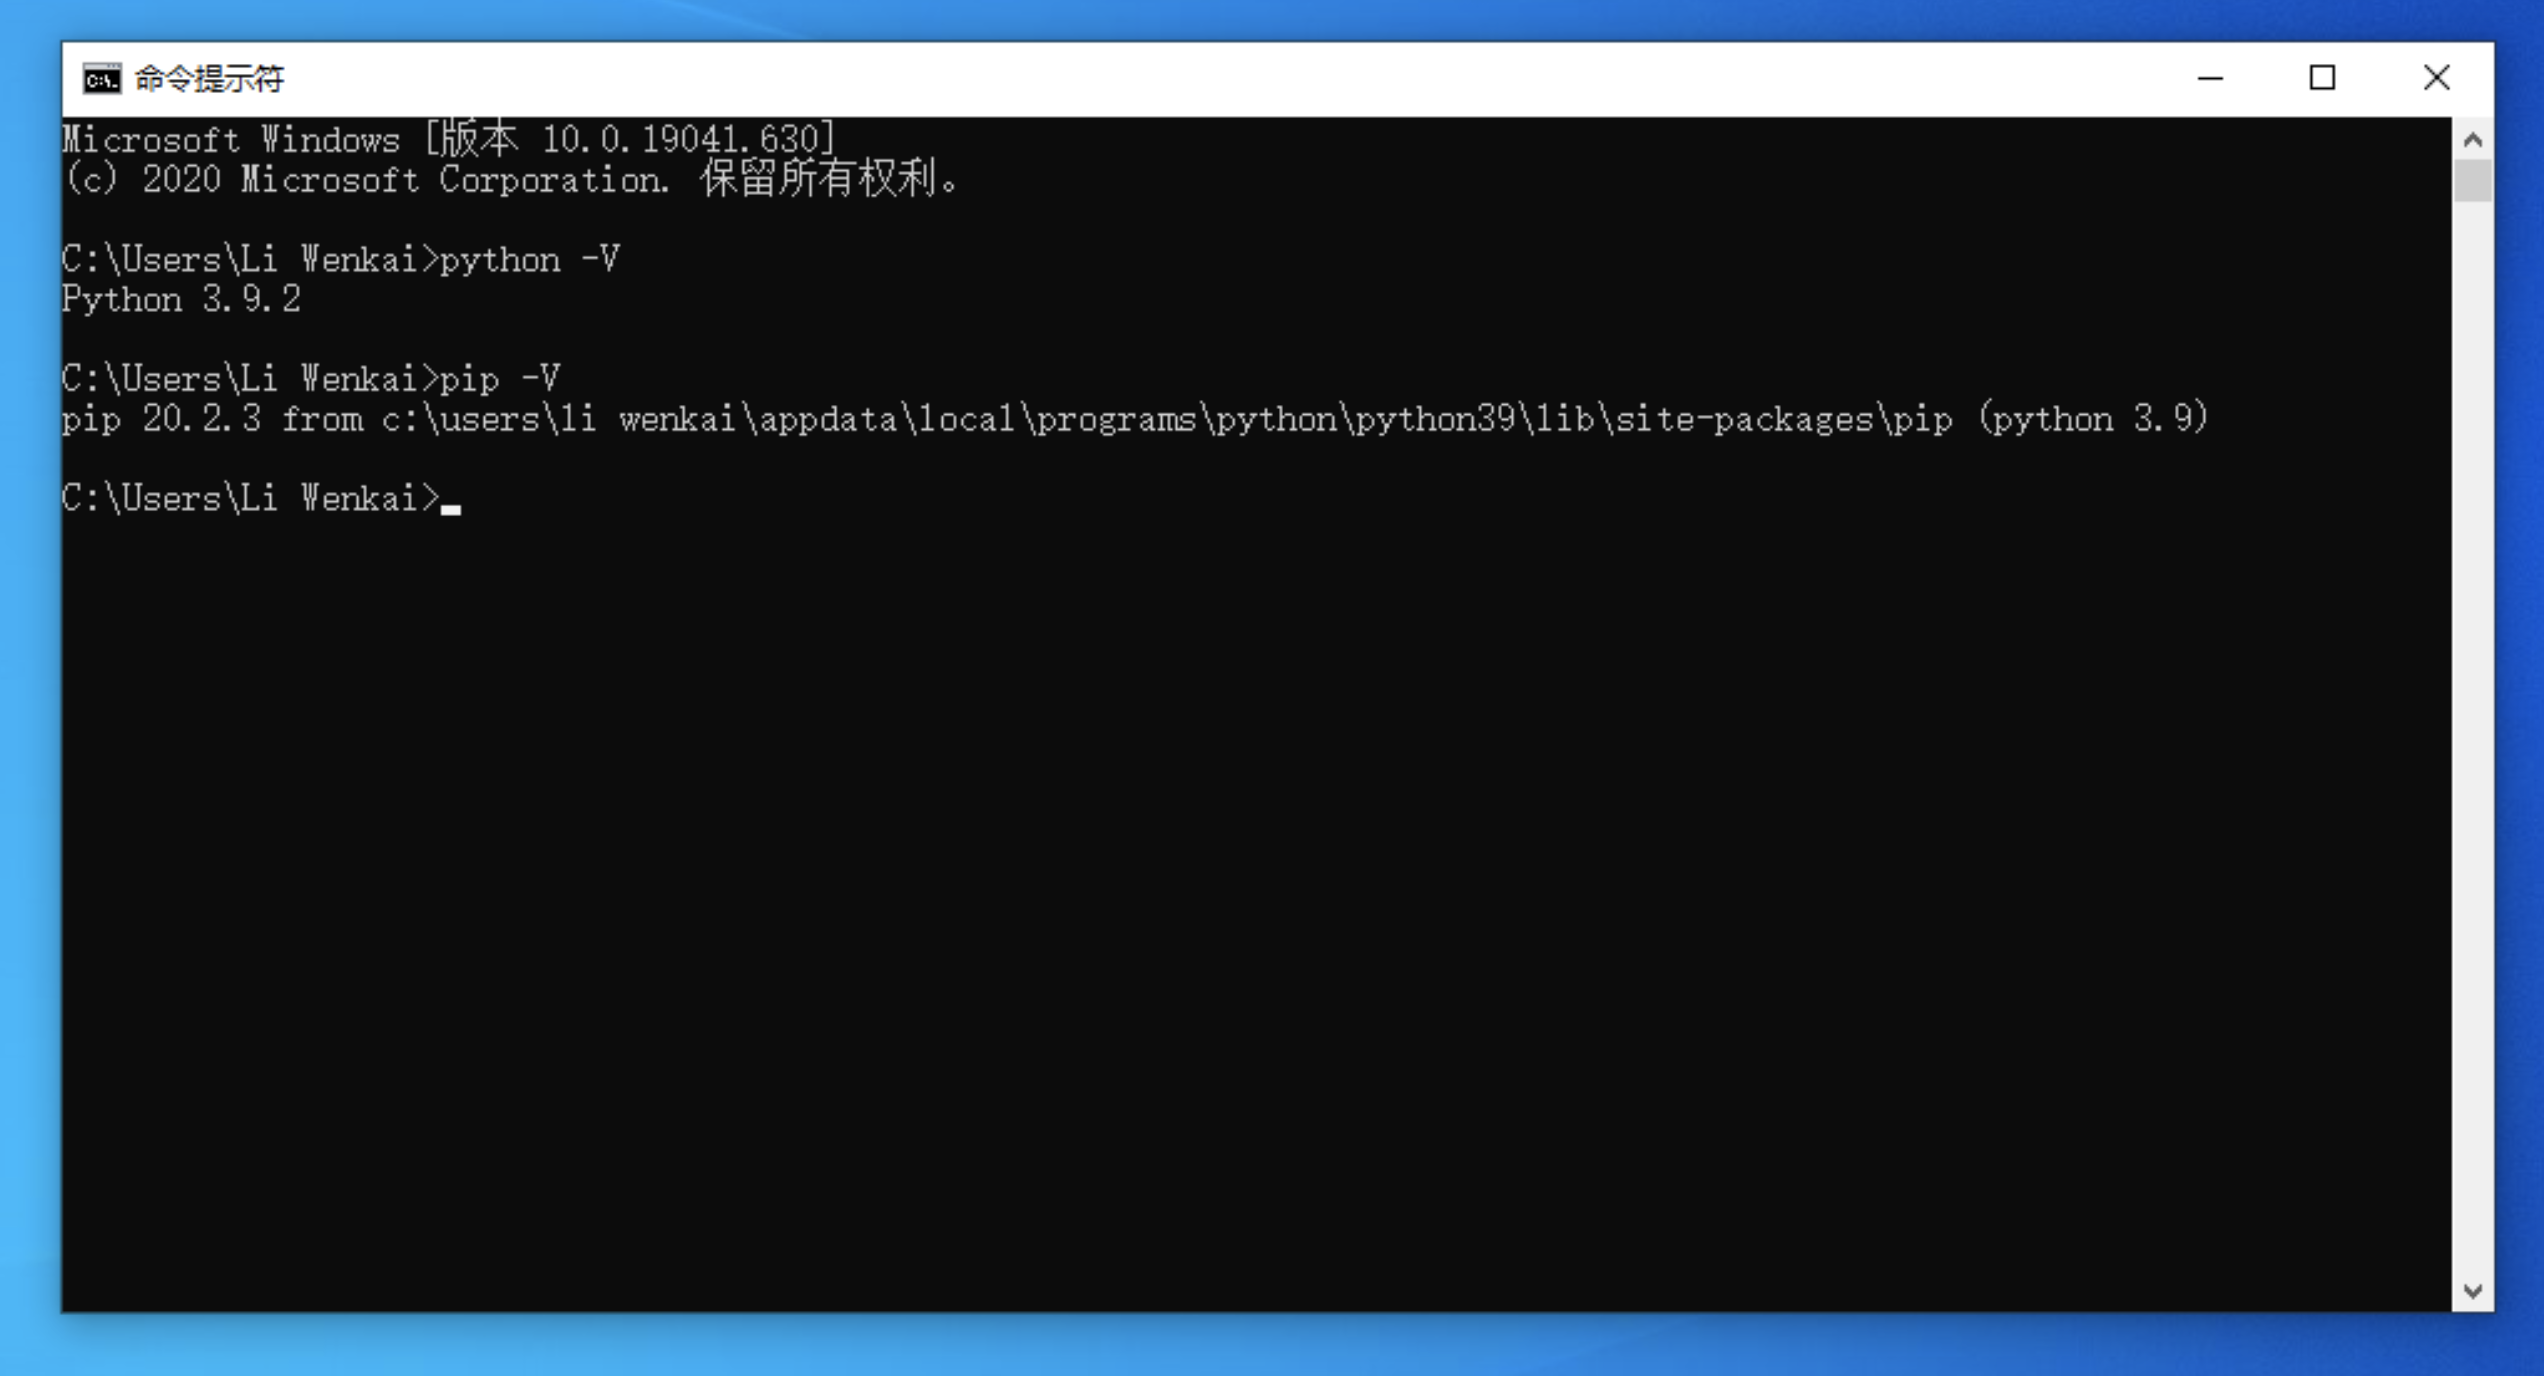 命令提示符
Microsoft Windows [版本 10.0.19041.630]
(c) 2020 Microsoft Corporation. 保留所有权利。
C:\Users\Li Wenkai>python -V
Python 3.9.2
C:\Users\Li Wenkai>pip -V
pip 20.2.3 from c:\users\li wenkai\appdata\local\programs\python\python39\lib\site-packages\pip (python 3.9)
C:\Users\Li Wenkai>